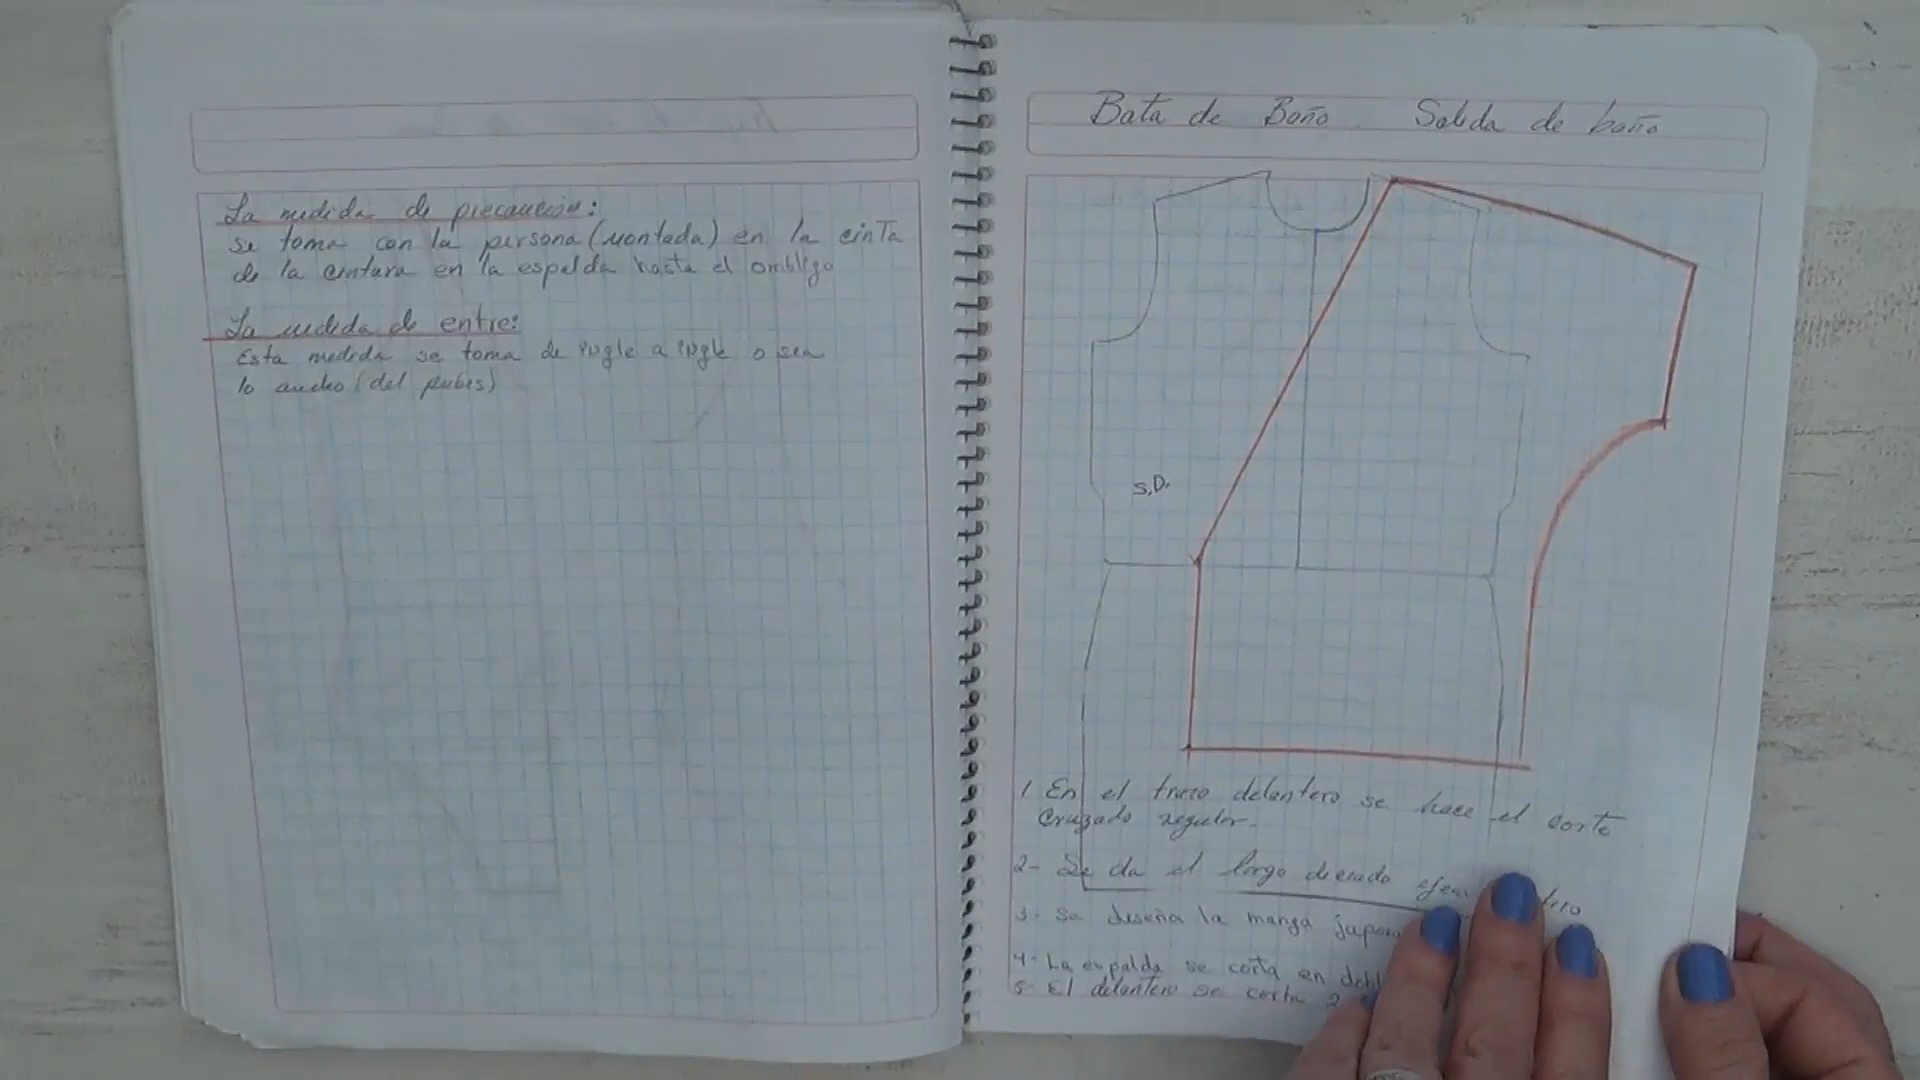 La medida de precaución:
se toma con la persona (montada) en la cinta
de la cintura en la espalda hasta el ombligo
La medida de entre:
Esta medida se toma de ingle a ingle o sea
lo ancho (del pubes)
Bata de Baño Salida de baño
S.D.
1 En el trazo delantero se hace el corte
Cruzado regular.
2- Se da el largo deseado
3- Se diseña la manga
4- La espalda se corta en
5- El delantero se corta 2